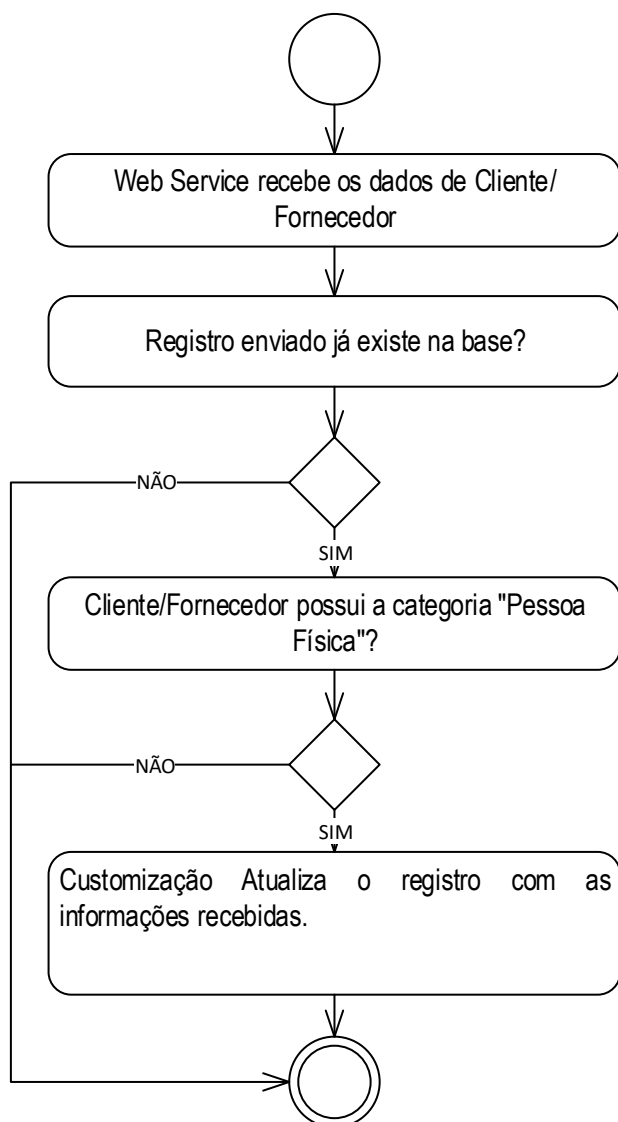 Web Service recebe os dados de Cliente/
Fornecedor
Registro enviado já existe na base?
NÃO
SIM
Cliente/Fornecedor possui a categoria "Pessoa
Física"?
NÃO
SIM
Customização Atualiza o registro com as
informações recebidas.